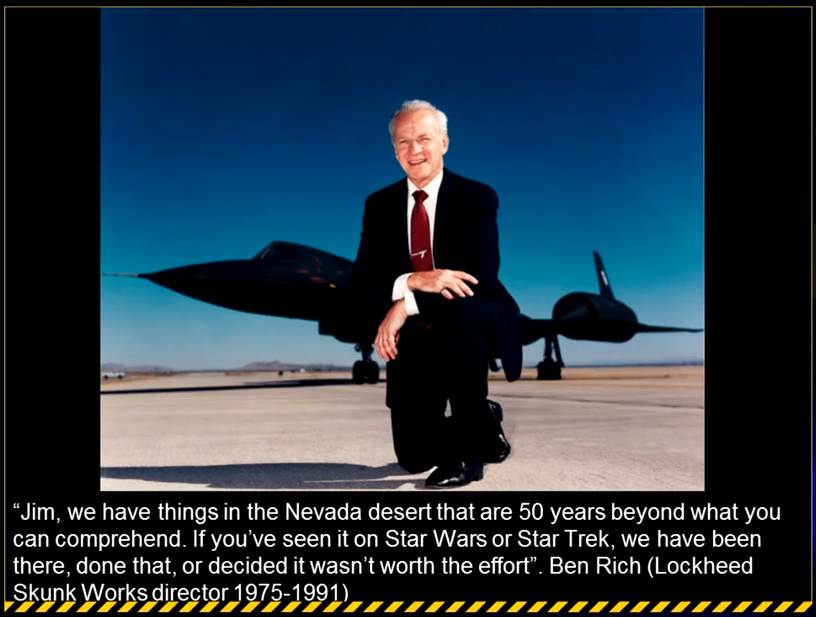 “Jim, we have things in the Nevada desert that are 50 years beyond what you
can comprehend. If you’ve seen it on Star Wars or Star Trek, we have been
there, done that, or decided it wasn’t worth the effort”. Ben Rich (Lockheed
Skunk Works director 1975-1991)